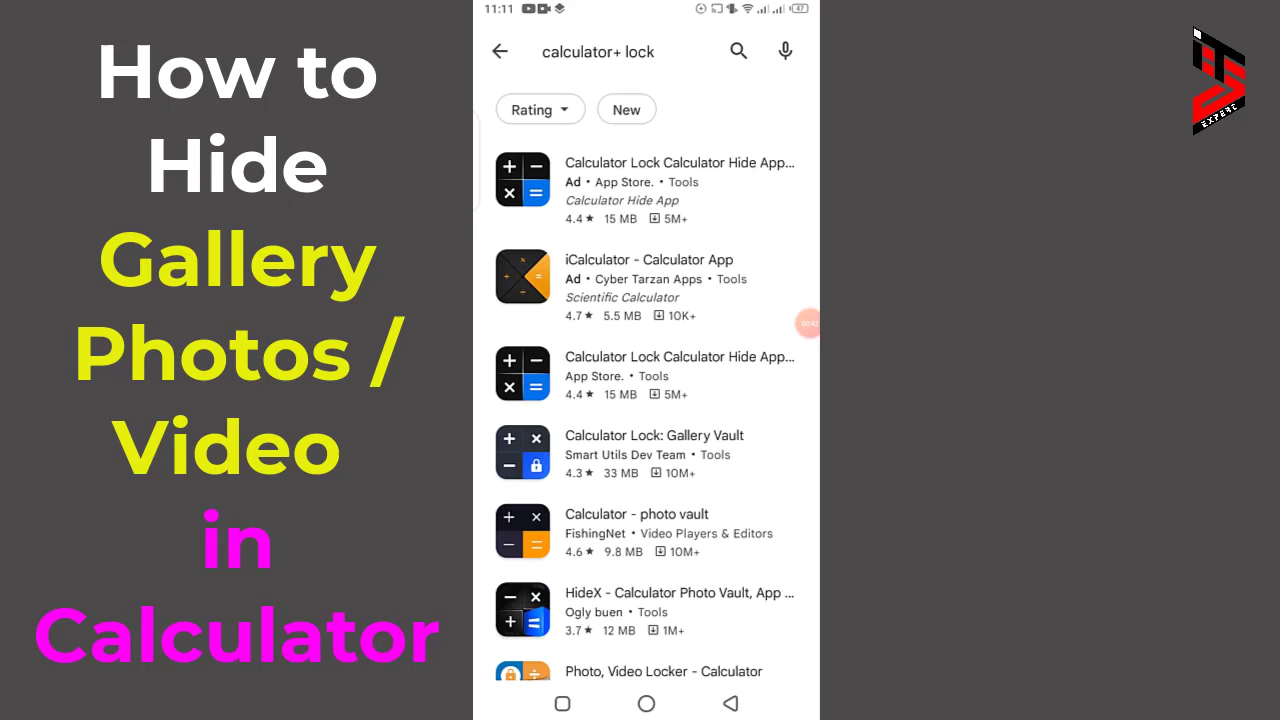 How to
Hide
Gallery
Photos /
Video
in
Calculator
11:11
47
calculator+ lock
Rating
New
Calculator Lock Calculator Hide App...
Ad • App Store. • Tools
Calculator Hide App
4.4★ 15 MB 5M+
iCalculator - Calculator App
Ad • Cyber Tarzan Apps • Tools
Scientific Calculator
4.7★ 5.5 MB 10K+
Calculator Lock Calculator Hide App...
App Store. • Tools
4.4★ 15 MB 5M+
Calculator Lock: Gallery Vault
Smart Utils Dev Team • Tools
4.3★ 33 MB 10M+
Calculator - photo vault
FishingNet • Video Players & Editors
4.6★ 9.8 MB 10M+
HideX - Calculator Photo Vault, App ...
Ogly buen • Tools
3.7★ 12 MB 1M+
Photo, Video Locker - Calculator
iTS
EXPERT